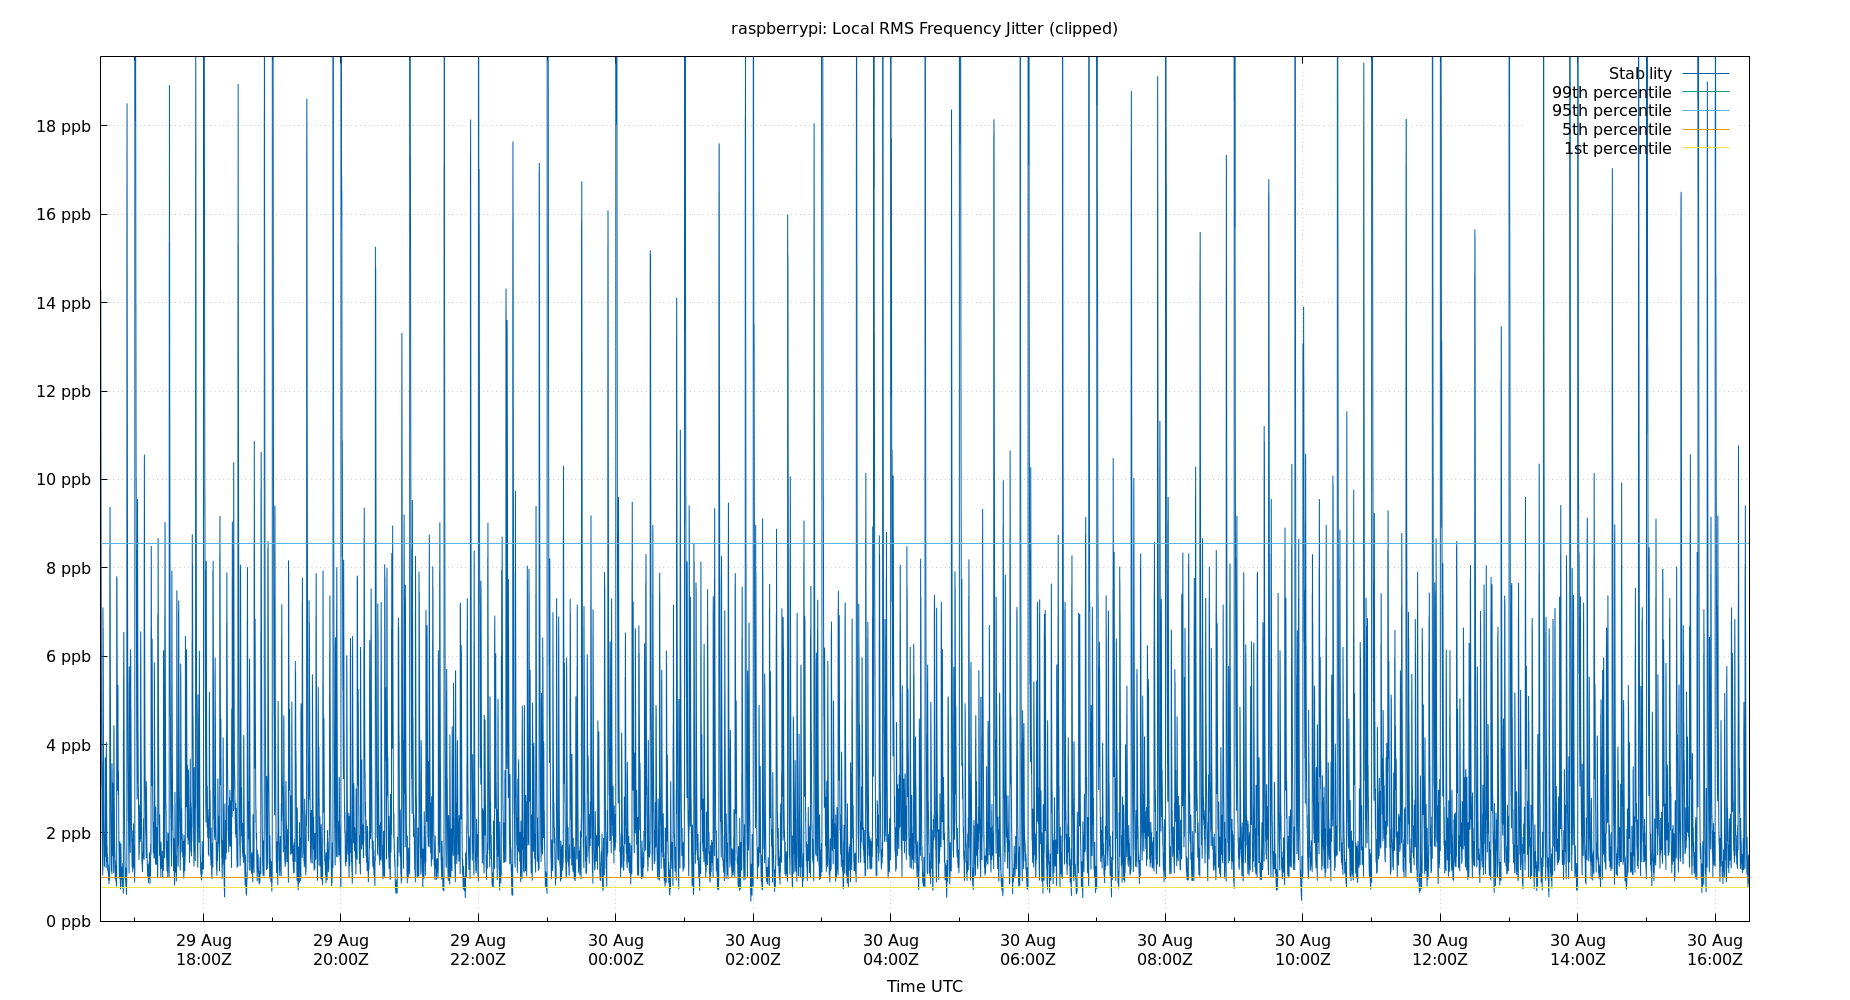 raspberrypi: Local RMS Frequency Jitter (clipped)
Stability
99th percentile
95th percentile
5th percentile
1st percentile
18 ppb
16 ppb
14 ppb
12 ppb
10 ppb
8 ppb
6 ppb
4 ppb
2 ppb
0 ppb
29 Aug 29 Aug 29 Aug 30 Aug 30 Aug 30 Aug 30 Aug 30 Aug 30 Aug 30 Aug 30 Aug 30 Aug
18:00Z 20:00Z 22:00Z 00:00Z 02:00Z 04:00Z 06:00Z 08:00Z 10:00Z 12:00Z 14:00Z 16:00Z
Time UTC